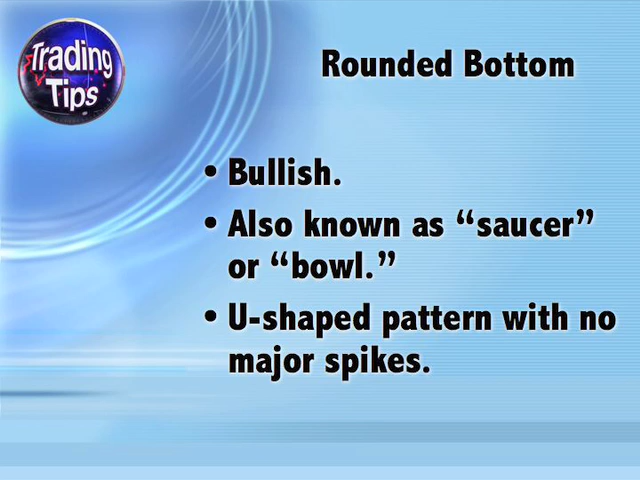 Trading
Tips
Rounded Bottom
• Bullish.
• Also known as “saucer”
or “bowl.”
• U-shaped pattern with no
major spikes.